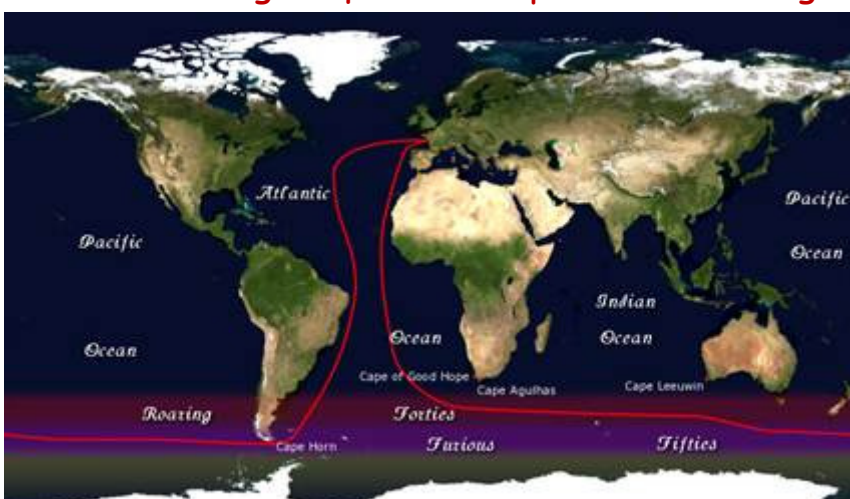 Atlantic
Pacific
Pacific
Ocean
Indian
Ocean
Ocean
Ocean
Cape of Good Hope
Cape Agulhas
Cape Leeuwin
Roaring
Forties
Cape Horn
Furious
Fifties